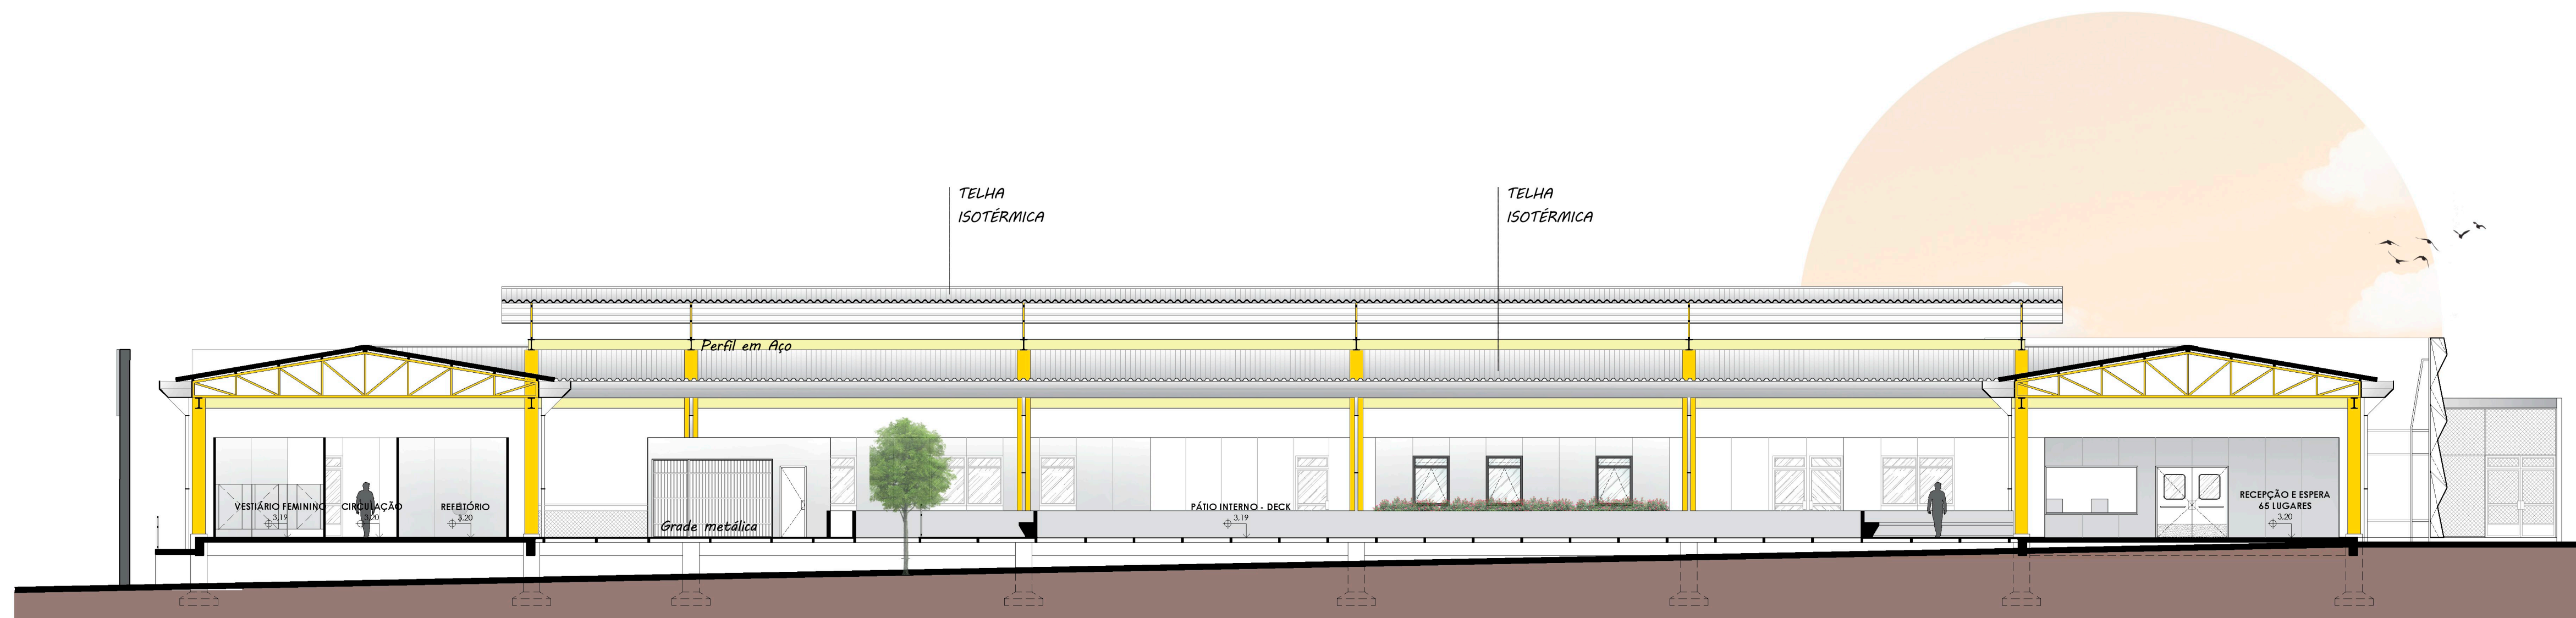 TELHA
ISOTÉRMICA
TELHA
ISOTÉRMICA
Perfil em Aço
VESTIÁRIO FEMININO
3,19
CIRCULAÇÃO
3,20
REFEITÓRIO
3,20
Grade metálica
PÁTIO INTERNO - DECK
3,19
RECEPÇÃO E ESPERA
65 LUGARES
3,20